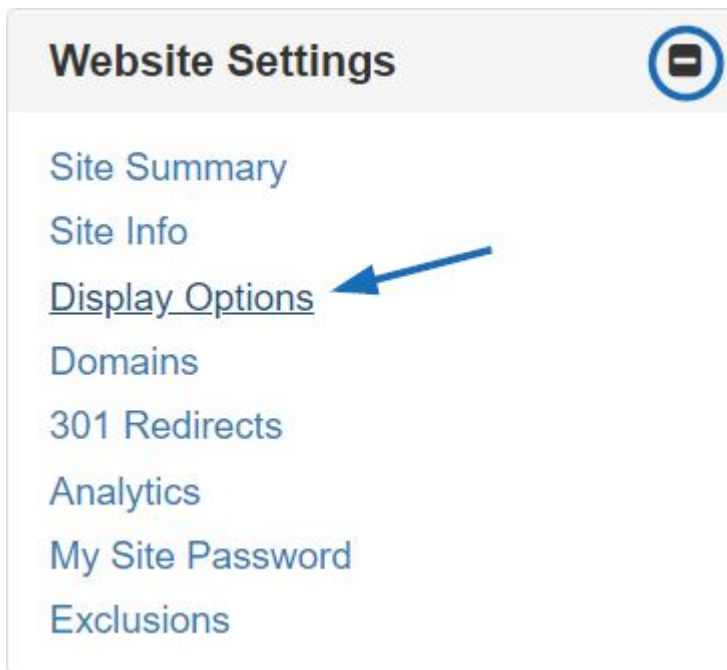 Website Settings
Site Summary
Site Info
Display Options
Domains
301 Redirects
Analytics
My Site Password
Exclusions